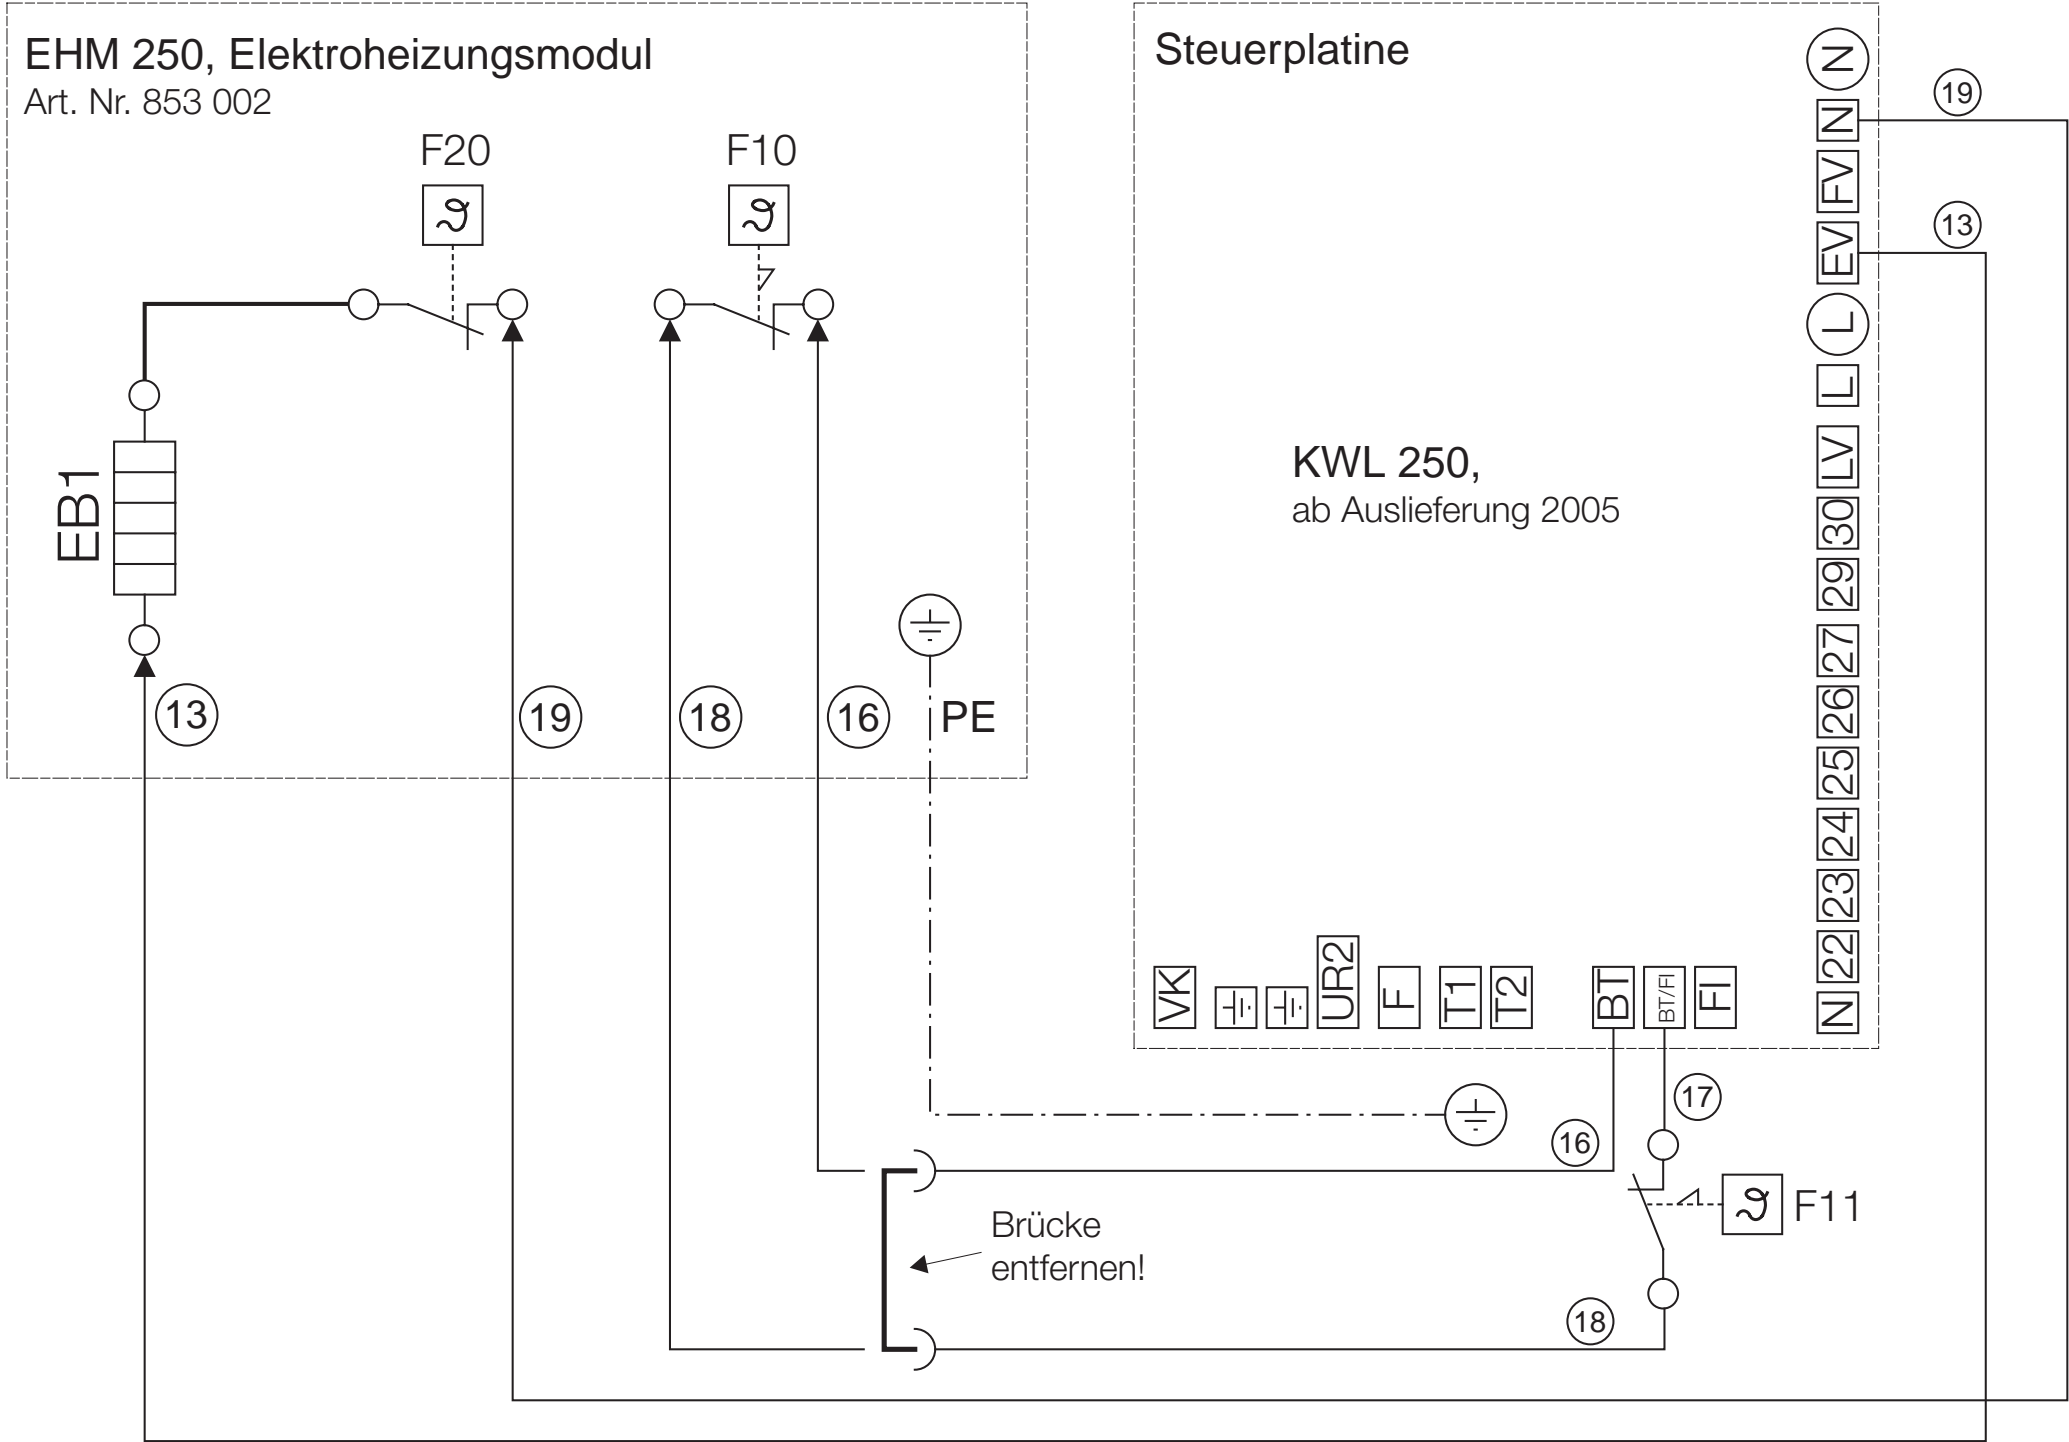 EHM 250, Elektroheizungsmodul
Art. Nr. 853 002
F20
F10
EB1
13
19
18
16
PE
Steuerplatine
KWL 250,
ab Auslieferung 2005
N
N
FV
EV
L
L
LV
30
29
27
26
25
24
23
22
N
19
13
VK
UR2
F
T1
T2
BT
BT/FI
FI
16
17
F11
18
Brücke
entfernen!